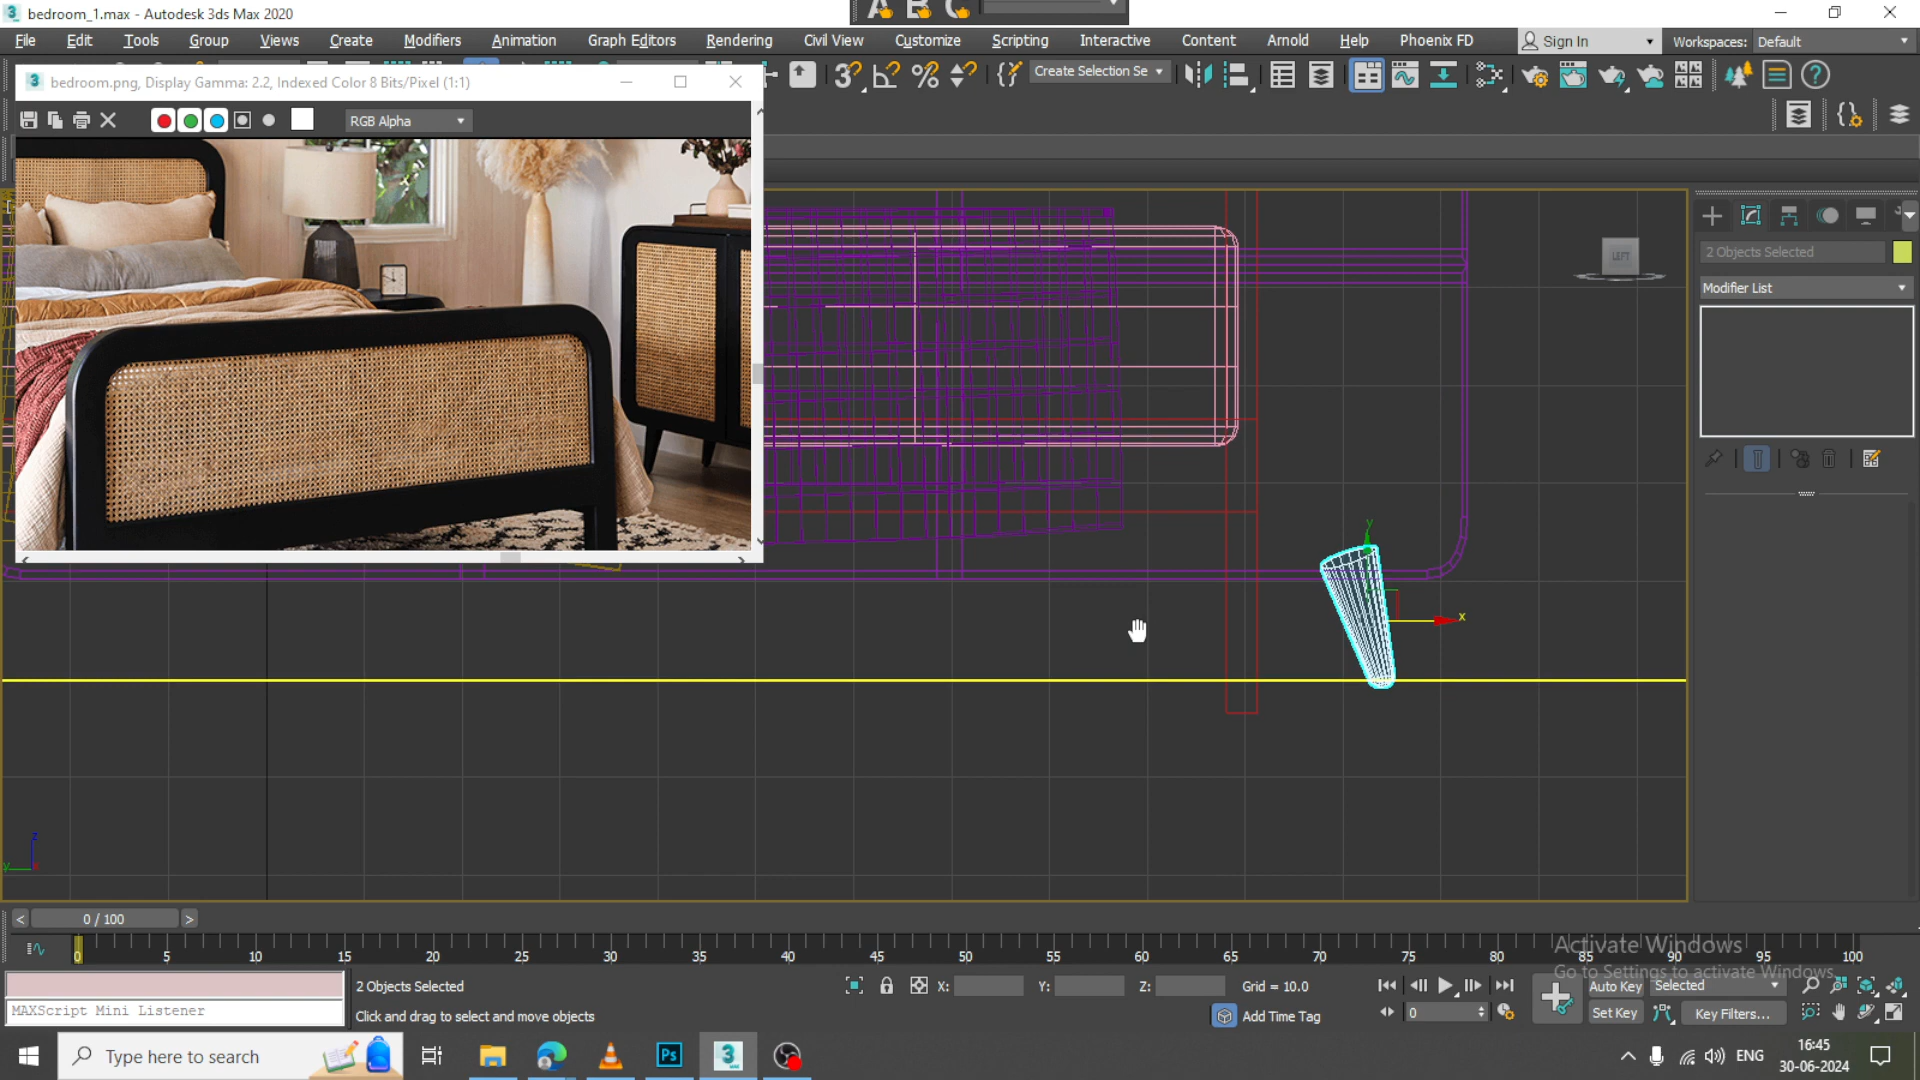 bedroom_1.max - Autodesk 3ds Max 2020
File Edit Tools Group Views Create Modifiers Animation Graph Editors Rendering Civil View Customize Scripting Interactive Content Arnold Help Phoenix FD Sign In Workspaces: Default
Create Selection Se
bedroom.png, Display Gamma: 2.2, Indexed Color 8 Bits/Pixel (1:1)
RGB Alpha
2 Objects Selected
Modifier List
LEFT
y
x
z
y
0 / 100
0 5 10 15 20 25 30 35 40 45 50 55 60 65 70 75 80 85 90 95 100
Activate Windows
Go to Settings to activate Windows.
2 Objects Selected
X: Y: Z: Grid = 10.0
Auto Key Selected
MAXScript Mini Listener
Click and drag to select and move objects
Add Time Tag
0
Set Key Key Filters...
Type here to search
Ps
3
ENG
16:45
30-06-2024